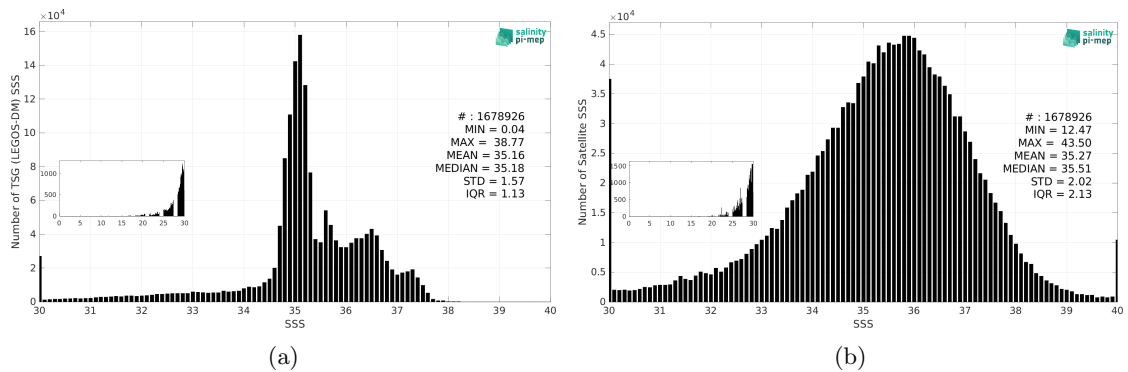 ×10⁴
16
14
12
10
8
6
4
2
0
Number of TSG (LEGOS-DM) SSS
salinity
pi-mep
# : 1678926
MIN = 0.04
MAX = 38.77
MEAN = 35.16
MEDIAN = 35.18
STD = 1.57
IQR = 1.13
1000
800
600
400
200
0
0 5 10 15 20 25 30
30 31 32 33 34 35 36 37 38 39 40
SSS
(a)
×10⁴
4.5
4
3.5
3
2.5
2
1.5
1
0.5
0
Number of Satellite SSS
salinity
pi-mep
# : 1678926
MIN = 12.47
MAX = 43.50
MEAN = 35.27
MEDIAN = 35.51
STD = 2.02
IQR = 2.13
1500
1000
500
0
0 5 10 15 20 25 30
30 31 32 33 34 35 36 37 38 39 40
SSS
(b)